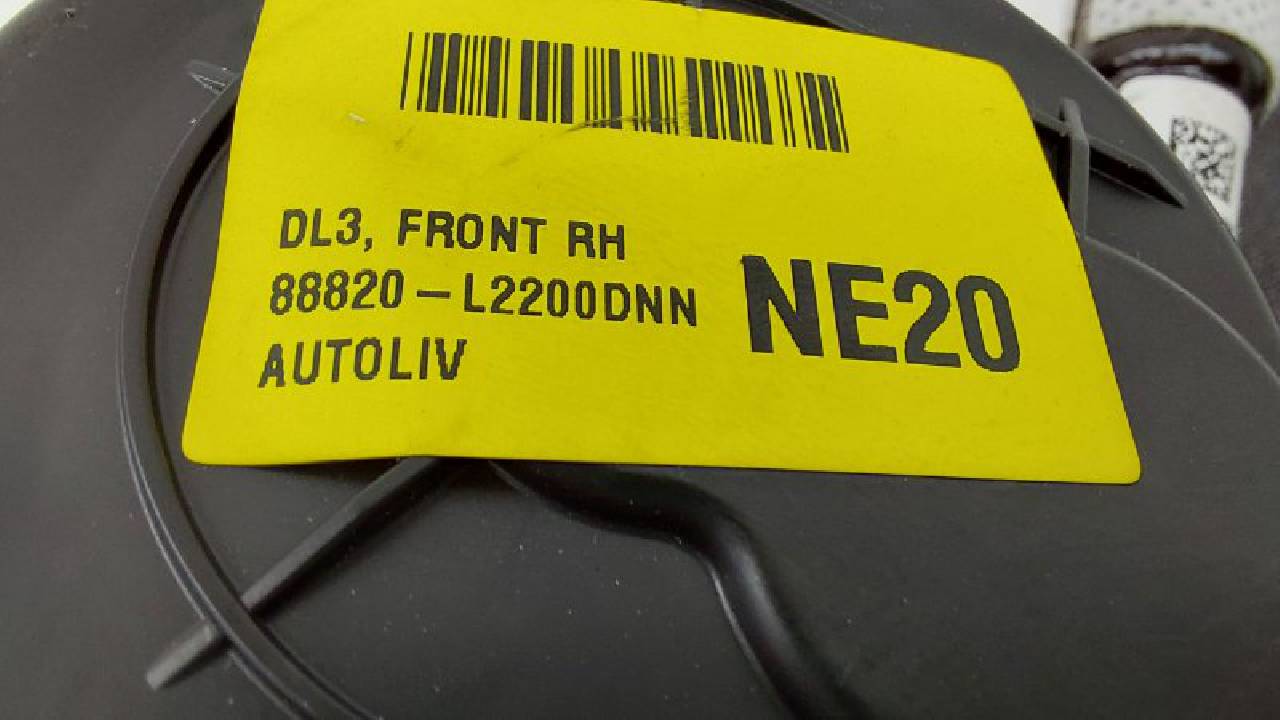 DL3, FRONT RH
88820-L2200DNN
NE20
AUTOLIV